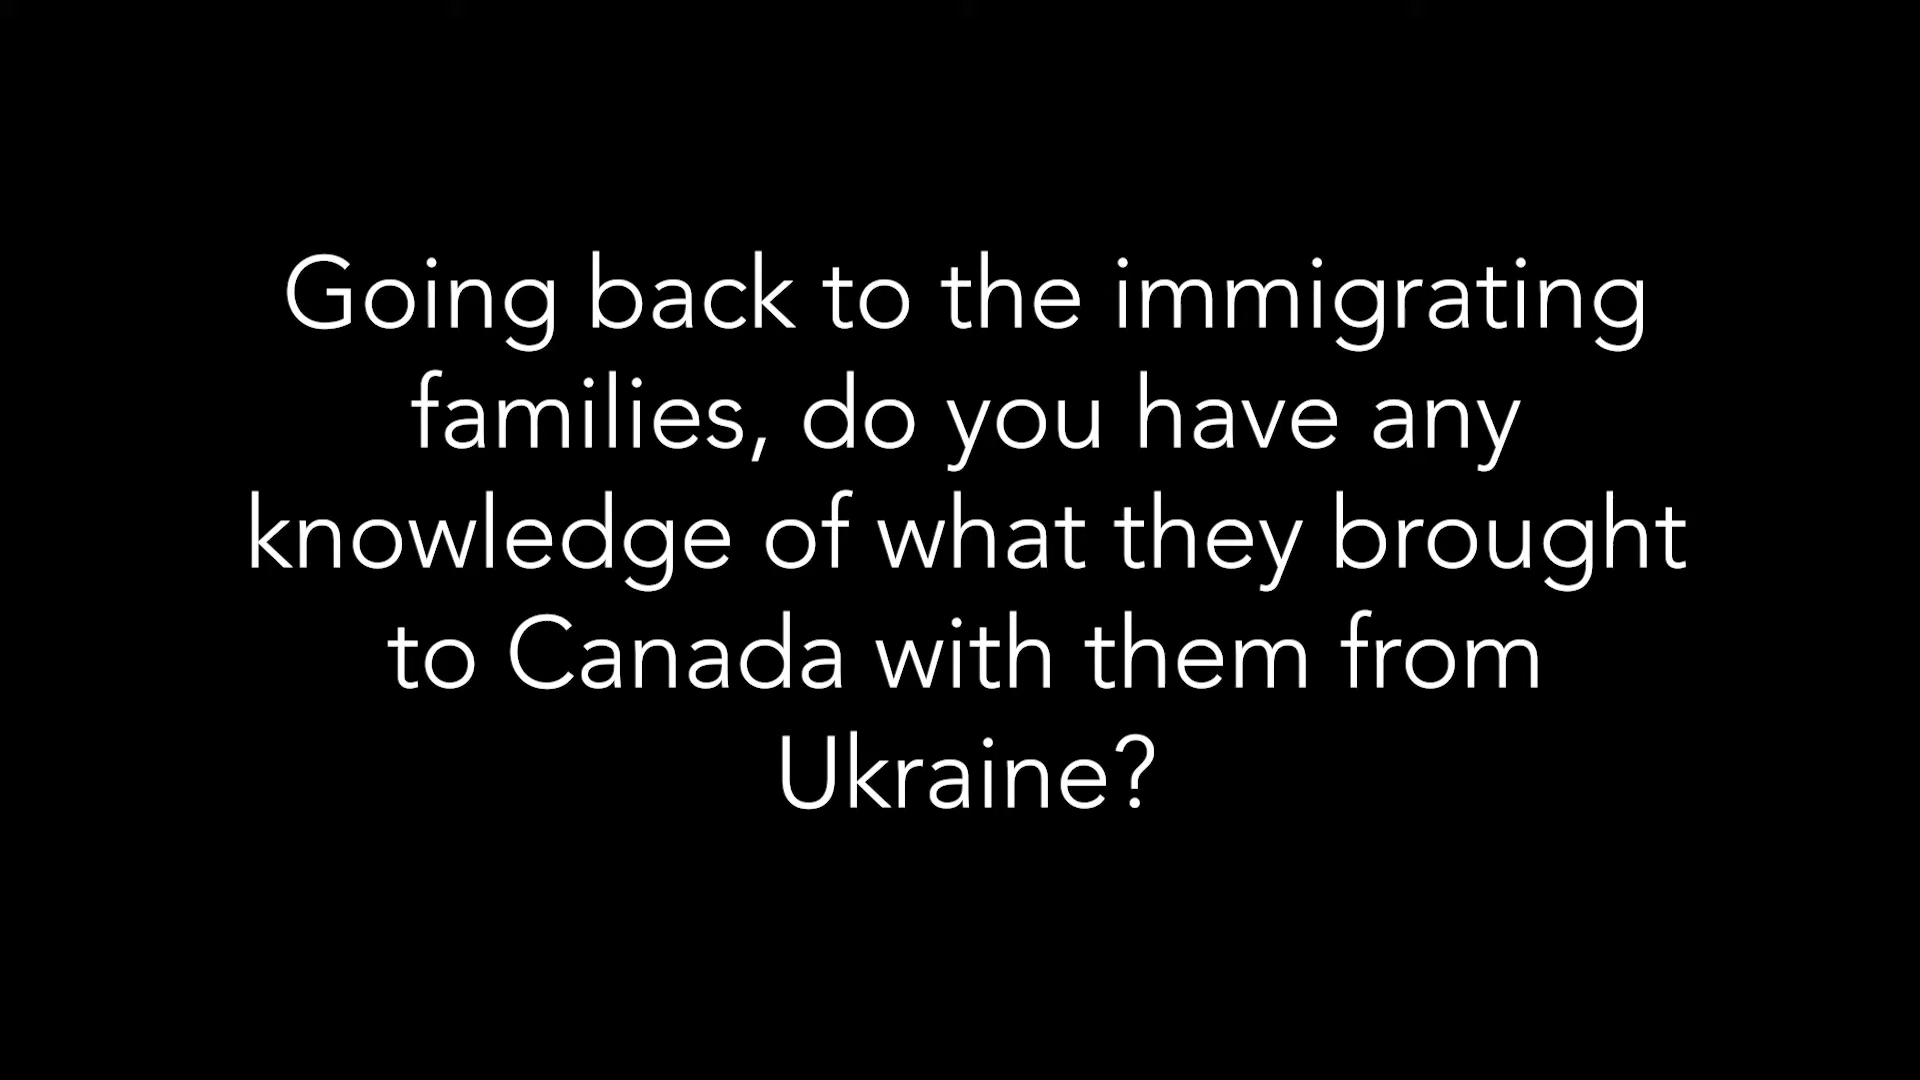 Going back to the immigrating
families, do you have any
knowledge of what they brought
to Canada with them from
Ukraine?